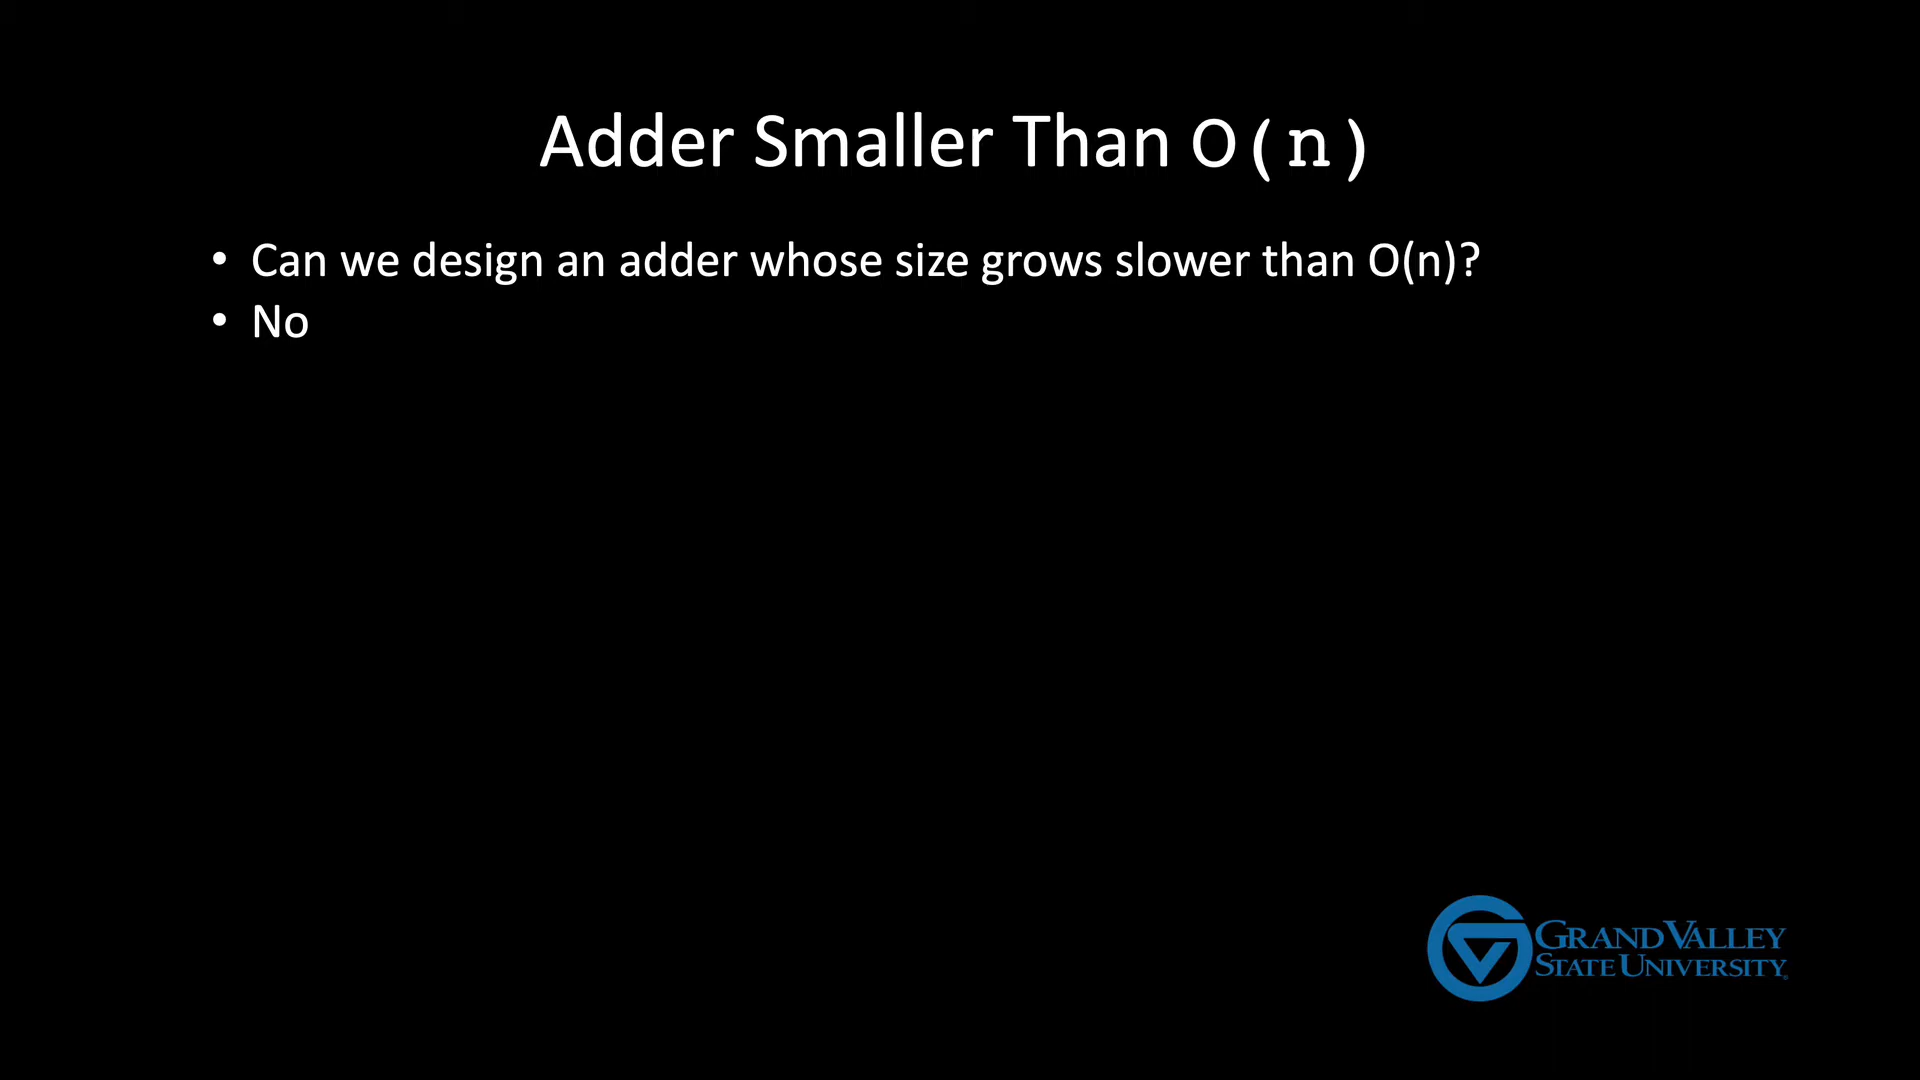 Adder Smaller Than O(n)
• Can we design an adder whose size grows slower than O(n)?
• No
GRAND VALLEY
STATE UNIVERSITY